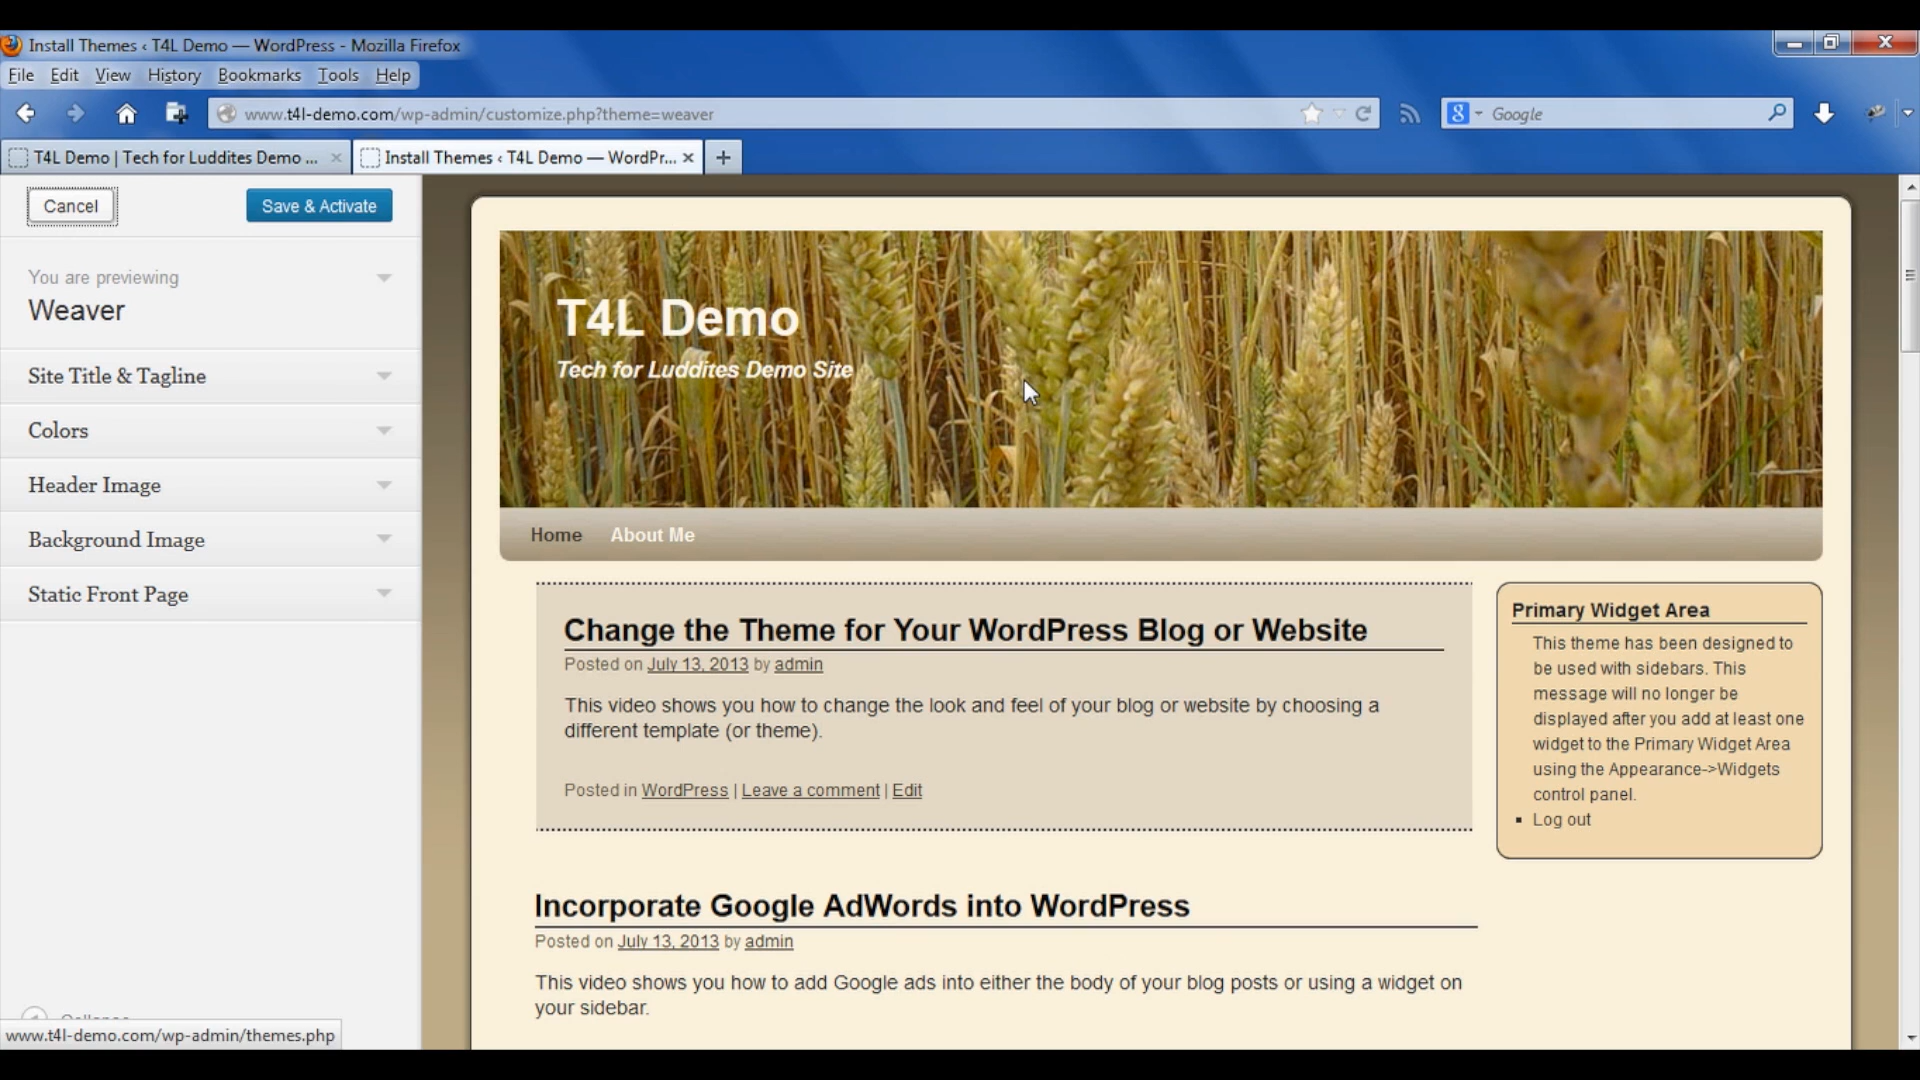 Install Themes ‹ T4L Demo — WordPress - Mozilla Firefox
File Edit View History Bookmarks Tools Help
www.t4l-demo.com/wp-admin/customize.php?theme=weaver
Google
T4L Demo | Tech for Luddites Demo ...
Install Themes ‹ T4L Demo — WordPr...
Cancel
Save & Activate
You are previewing
Weaver
Site Title & Tagline
Colors
Header Image
Background Image
Static Front Page
Collapse
www.t4l-demo.com/wp-admin/themes.php
T4L Demo
Tech for Luddites Demo Site
Home About Me
Change the Theme for Your WordPress Blog or Website
Posted on July 13, 2013 by admin
This video shows you how to change the look and feel of your blog or website by choosing a
different template (or theme).
Posted in WordPress | Leave a comment | Edit
Incorporate Google AdWords into WordPress
Posted on July 13, 2013 by admin
This video shows you how to add Google ads into either the body of your blog posts or using a widget on
your sidebar.
Primary Widget Area
This theme has been designed to
be used with sidebars. This
message will no longer be
displayed after you add at least one
widget to the Primary Widget Area
using the Appearance->Widgets
control panel.
Log out